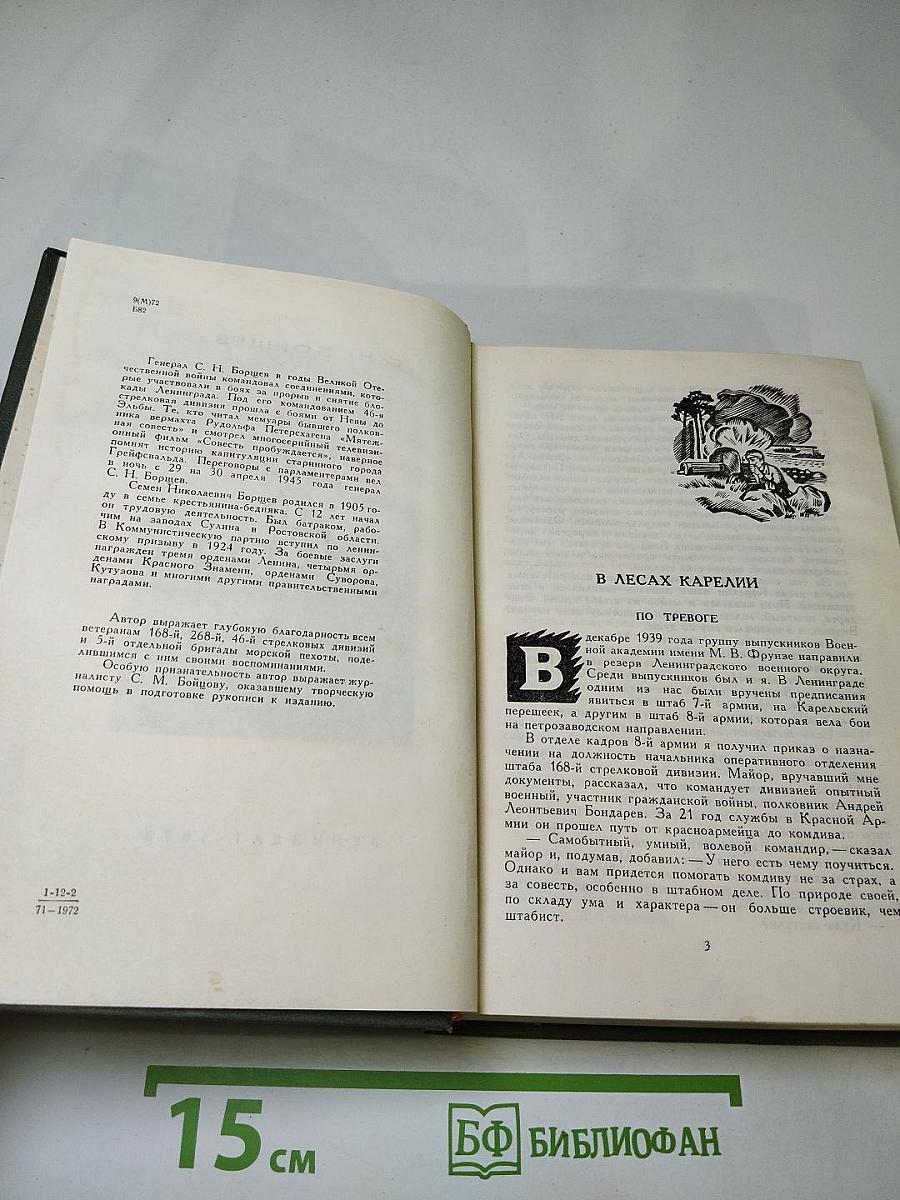 9(М)72
Б82
Генерал С. Н. Борщев в годы Великой Оте-
чественной войны командовал соединениями, кото-
рые участвовали в боях за прорыв и снятие бло-
кады Ленинграда. Под его командованием 46-я
стрелковая дивизия прошла с боями от Невы до
Эльбы. Те, кто читал мемуары бывшего полков-
ника вермахта Рудольфа Петерсхагена «Мятеж-
ная совесть» и смотрел многосерийный телевизи-
онный фильм «Совесть пробуждается», наверное
помнят историю капитуляции старинного города
Грейфсвальда. Переговоры с парламентерами вел
в ночь с 29 на 30 апреля 1945 года генерал
С. Н. Борщев.
Семен Николаевич Борщев родился в 1905 го-
ду в семье крестьянина-бедняка. С 12 лет начал
он трудовую деятельность. Был батраком, рабо-
чим на заводах Сулина в Ростовской области.
В Коммунистическую партию вступил по ленин-
скому призыву в 1924 году. За боевые заслуги
награжден тремя орденами Ленина, четырьмя ор-
денами Красного Знамени, орденами Суворова,
Кутузова и многими другими правительственными
наградами.
Автор выражает глубокую благодарность всем
ветеранам 168-й, 268-й, 46-й стрелковых дивизий
и 5-й отдельной бригады морской пехоты, поде-
лившимся с ним своими воспоминаниями.
Особую признательность автор выражает жур-
налисту С. М. Бойцову, оказавшему творческую
помощь в подготовке рукописи к изданию.
1-12-2
71—1972
В ЛЕСАХ КАРЕЛИИ
ПО ТРЕВОГЕ
В декабре 1939 года группу выпускников Воен-
ной академии имени М. В. Фрунзе направили
в резерв Ленинградского военного округа.
Среди выпускников был и я. В Ленинграде
одним из нас были вручены предписания
явиться в штаб 7-й армии, на Карельский
перешеек, а другим в штаб 8-й армии, которая вела бои
на петрозаводском направлении.
В отделе кадров 8-й армии я получил приказ о назна-
чении на должность начальника оперативного отделения
штаба 168-й стрелковой дивизии. Майор, вручавший мне
документы, рассказал, что командует дивизией опытный
военный, участник гражданской войны, полковник Андрей
Леонтьевич Бондарев. За 21 год службы в Красной Ар-
мии он прошел путь от красноармейца до комдива.
— Самобытный, умный, волевой командир,— сказал
майор и, подумав, добавил: — У него есть чему поучиться.
Однако и вам придется помогать комдиву не за страх, а
за совесть, особенно в штабном деле. По природе своей,
по складу ума и характера — он больше строевик, чем
штабист.
3
15 см
БФ БИБЛИОФАН